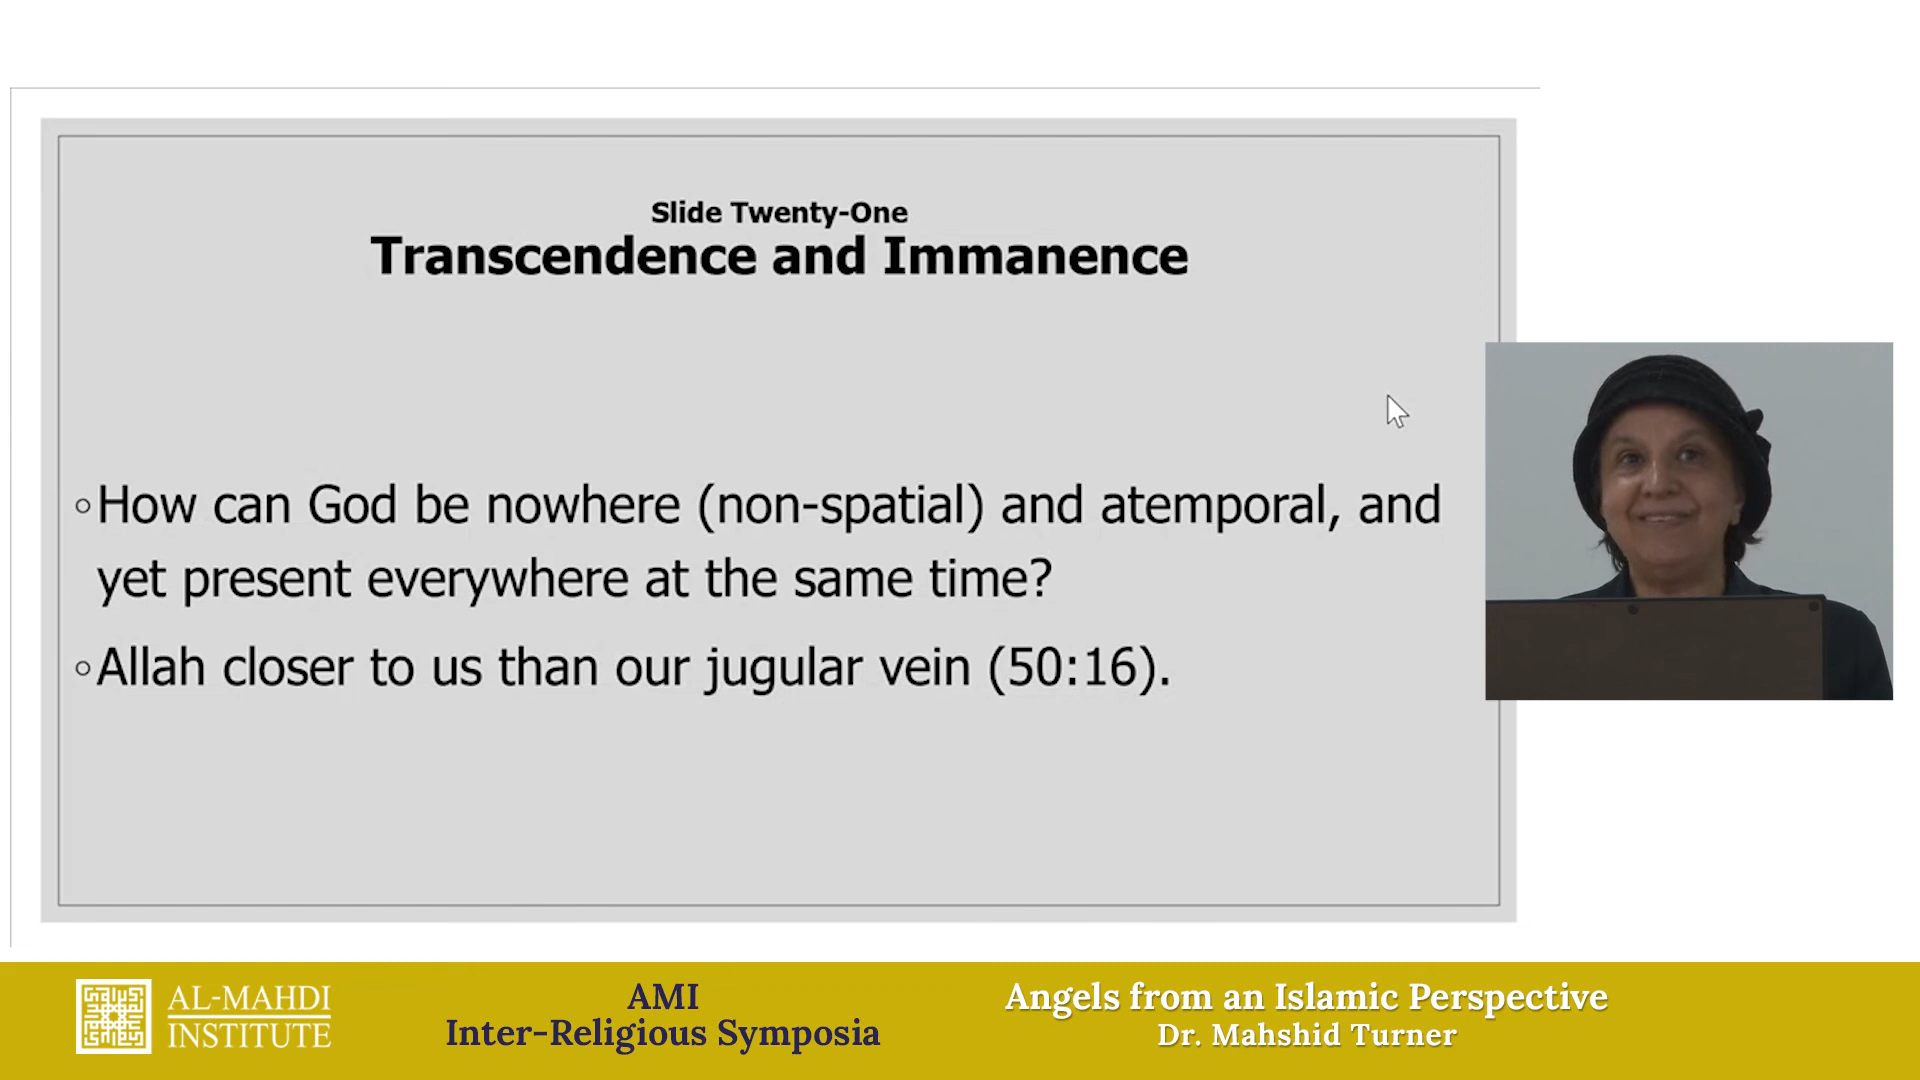 Slide Twenty-One
Transcendence and Immanence
◦How can God be nowhere (non-spatial) and atemporal, and
yet present everywhere at the same time?
◦Allah closer to us than our jugular vein (50:16).
AL-MAHDI
INSTITUTE
AMI
Inter-Religious Symposia
Angels from an Islamic Perspective
Dr. Mahshid Turner